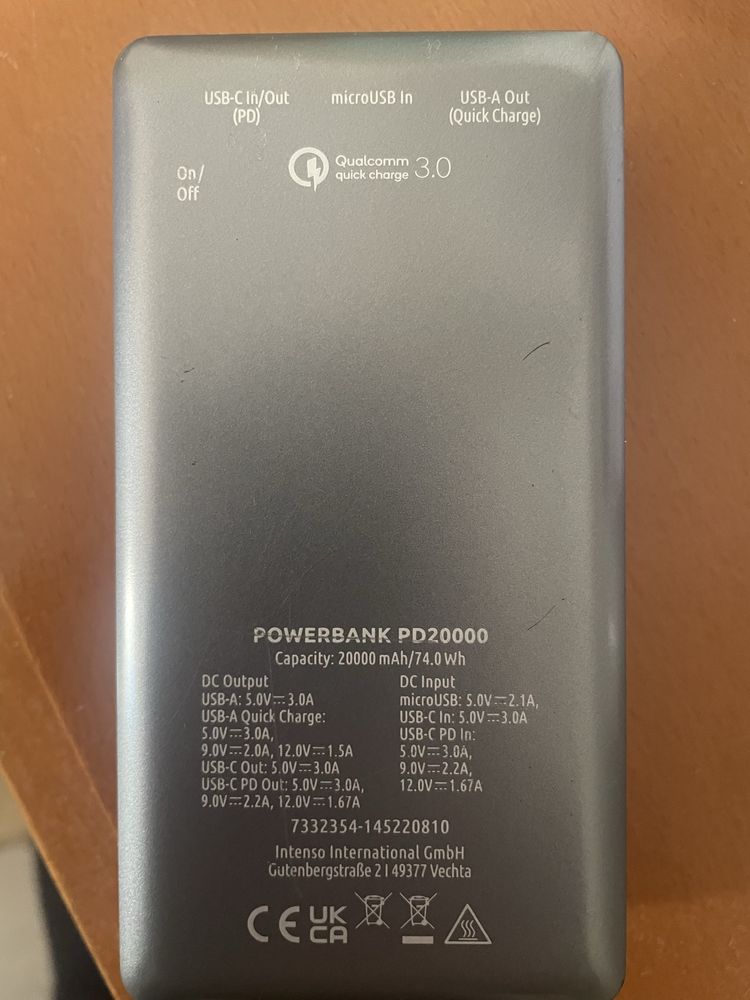 USB-C In/Out
(PD)
microUSB In
USB-A Out
(Quick Charge)
On/
Off
Qualcomm
quick charge 3.0
POWERBANK PD20000
Capacity: 20000 mAh/74.0 Wh
DC Output
USB-A: 5.0V⎓3.0A
USB-A Quick Charge:
5.0V⎓3.0A,
9.0V⎓2.0A, 12.0V⎓1.5A
USB-C Out: 5.0V⎓3.0A
USB-C PD Out: 5.0V⎓3.0A,
9.0V⎓2.2A, 12.0V⎓1.67A
DC Input
microUSB: 5.0V⎓2.1A,
USB-C In: 5.0V⎓3.0A
USB-C PD In:
5.0V⎓3.0A,
9.0V⎓2.2A,
12.0V⎓1.67A
7332354-145220810
Intenso International GmbH
Gutenbergstraße 2 I 49377 Vechta
CE UK
CA